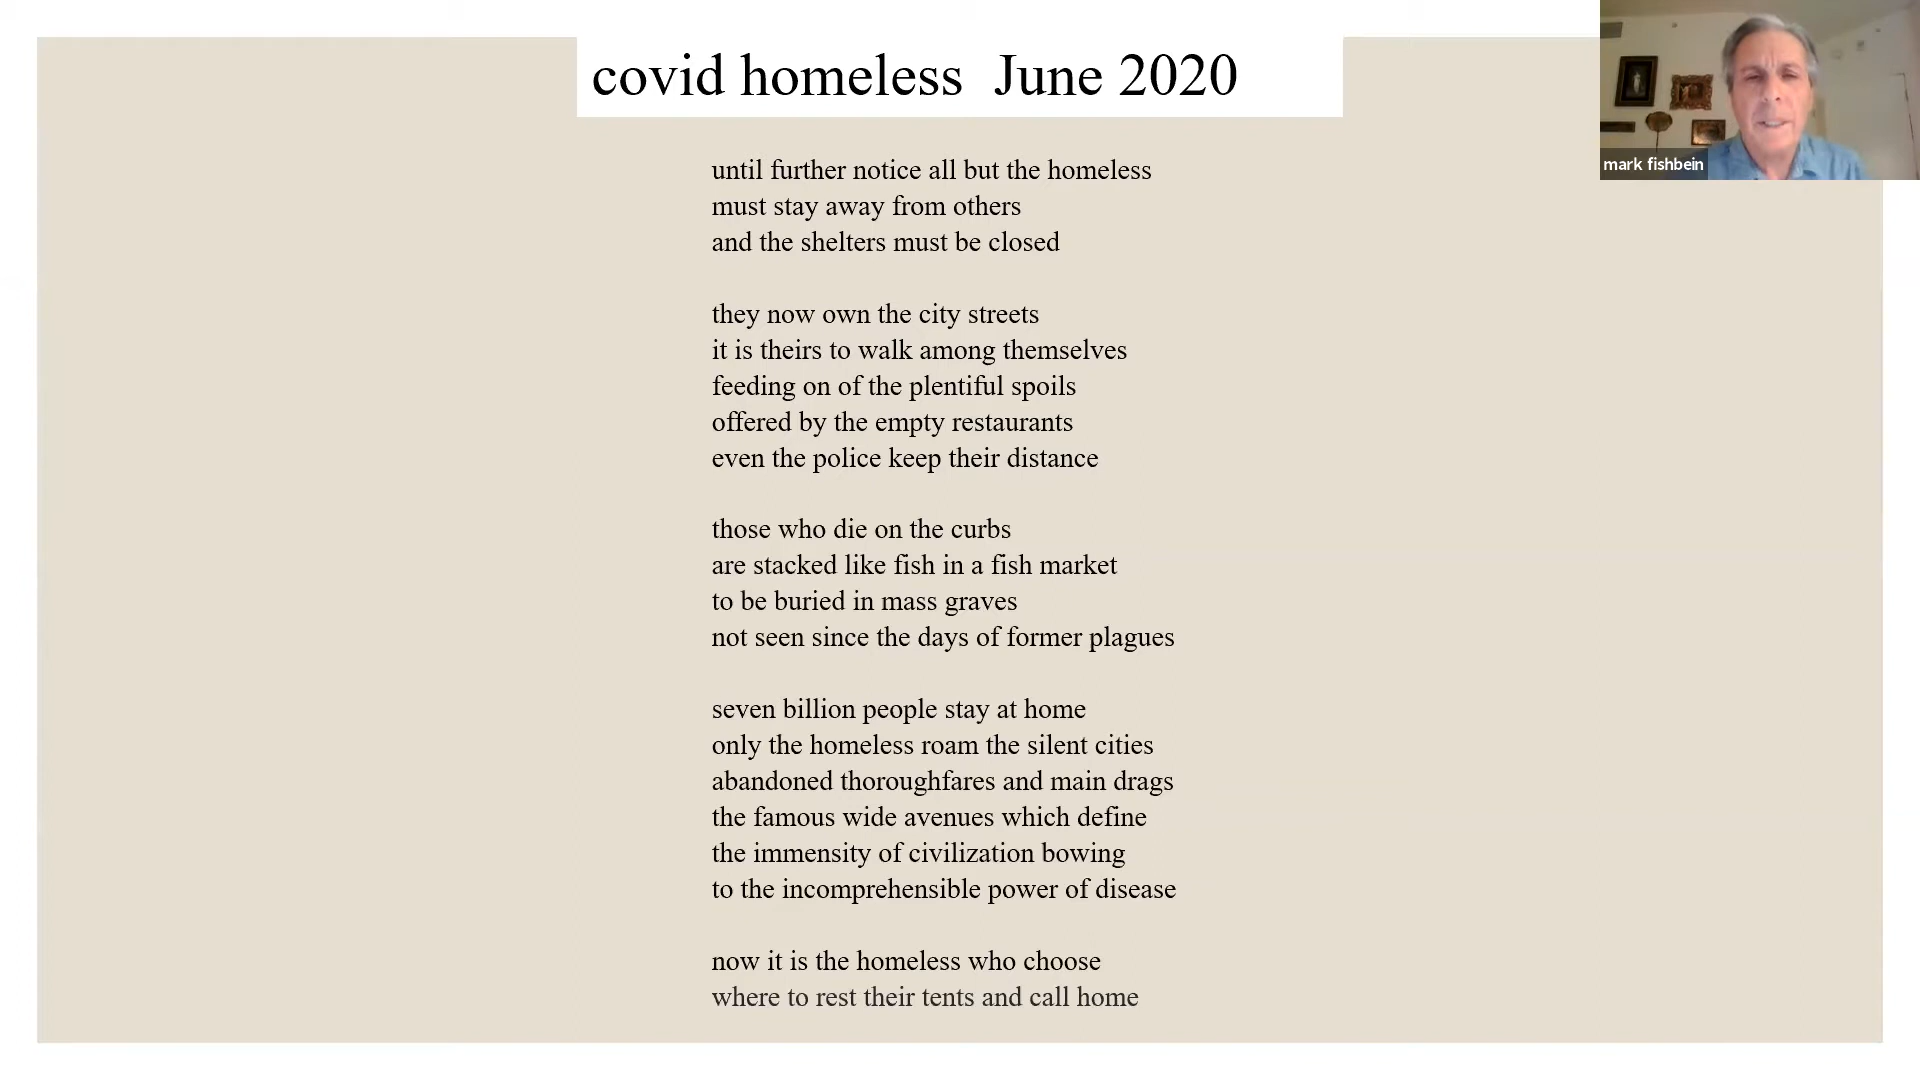 covid homeless June 2020
mark fishbein
until further notice all but the homeless
must stay away from others
and the shelters must be closed
they now own the city streets
it is theirs to walk among themselves
feeding on of the plentiful spoils
offered by the empty restaurants
even the police keep their distance
those who die on the curbs
are stacked like fish in a fish market
to be buried in mass graves
not seen since the days of former plagues
seven billion people stay at home
only the homeless roam the silent cities
abandoned thoroughfares and main drags
the famous wide avenues which define
the immensity of civilization bowing
to the incomprehensible power of disease
now it is the homeless who choose
where to rest their tents and call home